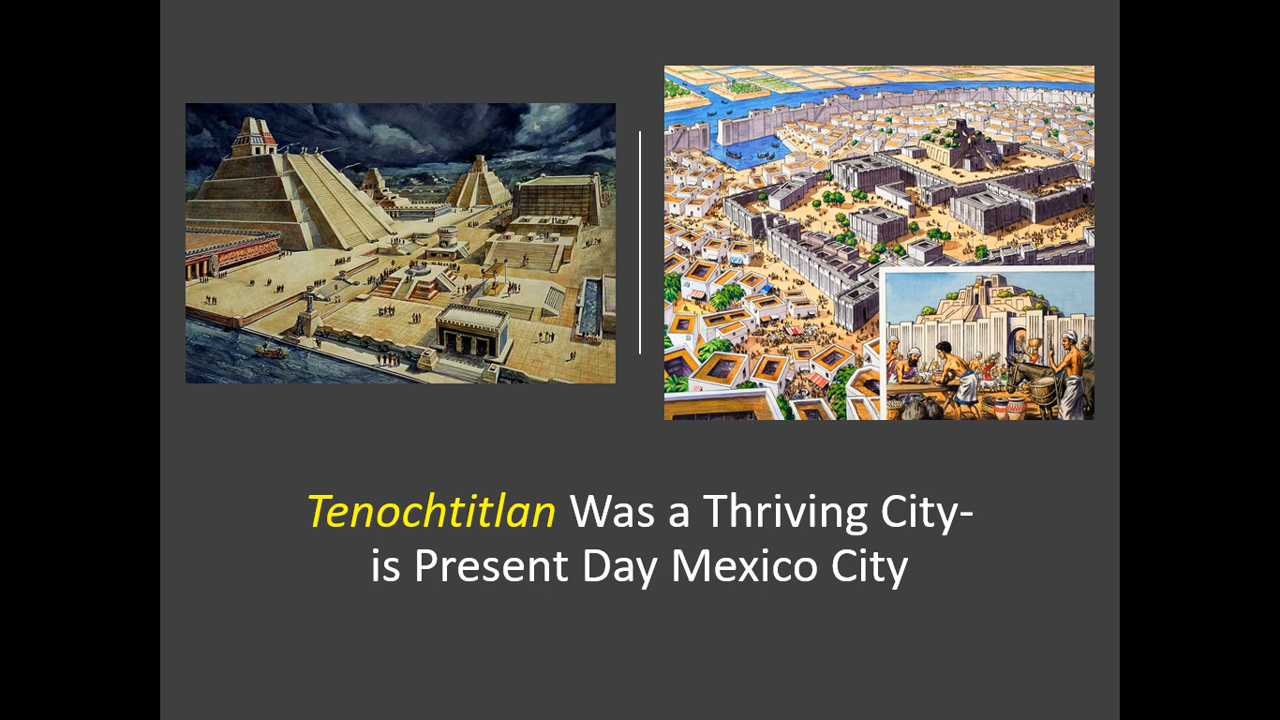 Tenochtitlan Was a Thriving City-
is Present Day Mexico City